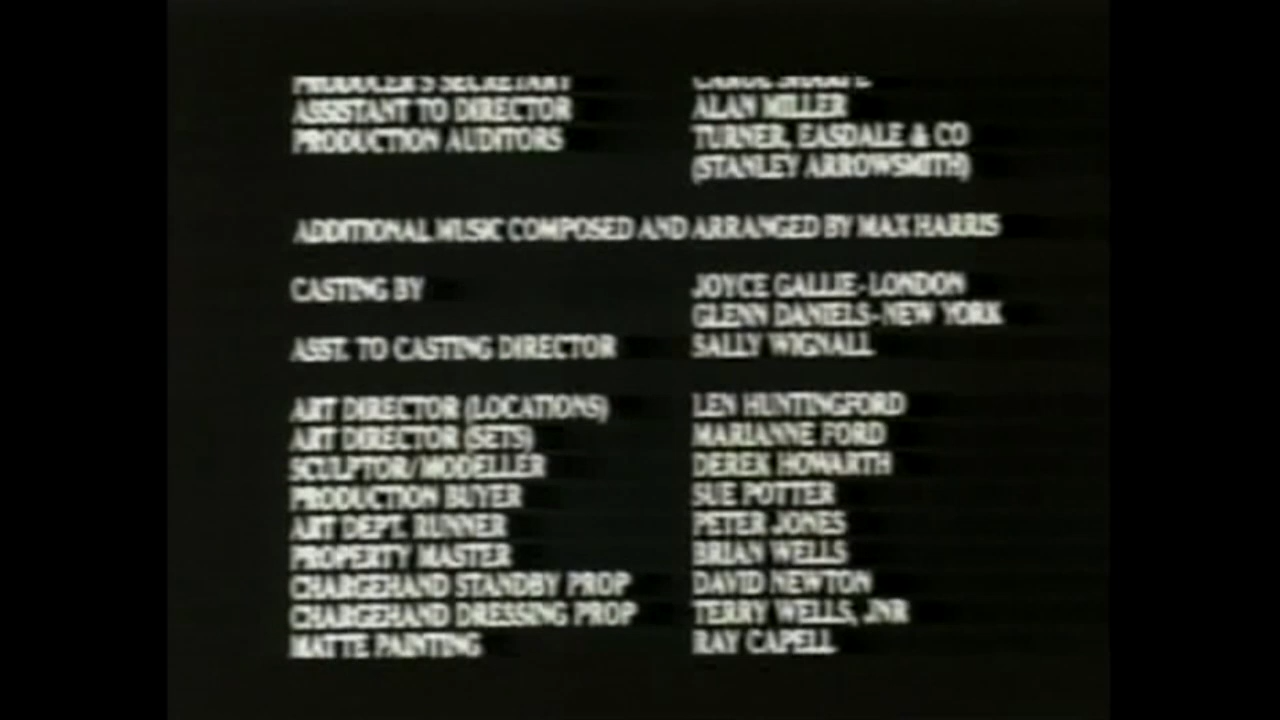 PRODUCER'S SECRETARY CAROL SHARPE
ASSISTANT TO DIRECTOR ALAN MILLER
PRODUCTION AUDITORS TURNER, EASDALE & CO
(STANLEY ARROWSMITH)
ADDITIONAL MUSIC COMPOSED AND ARRANGED BY MAX HARRIS
CASTING BY JOYCE GALLIE-LONDON
GLENN DANIELS-NEW YORK
ASST. TO CASTING DIRECTOR SALLY WIGNALL
ART DIRECTOR (LOCATIONS) LEN HUNTINGFORD
ART DIRECTOR (SETS) MARIANNE FORD
SCULPTOR/MODELLER DEREK HOWARTH
PRODUCTION BUYER SUE POTTER
ART DEPT. RUNNER PETER JONES
PROPERTY MASTER BRIAN WELLS
CHARGEHAND STANDBY PROP DAVID NEWTON
CHARGEHAND DRESSING PROP TERRY WELLS, JNR
MATTE PAINTING RAY CAPELL